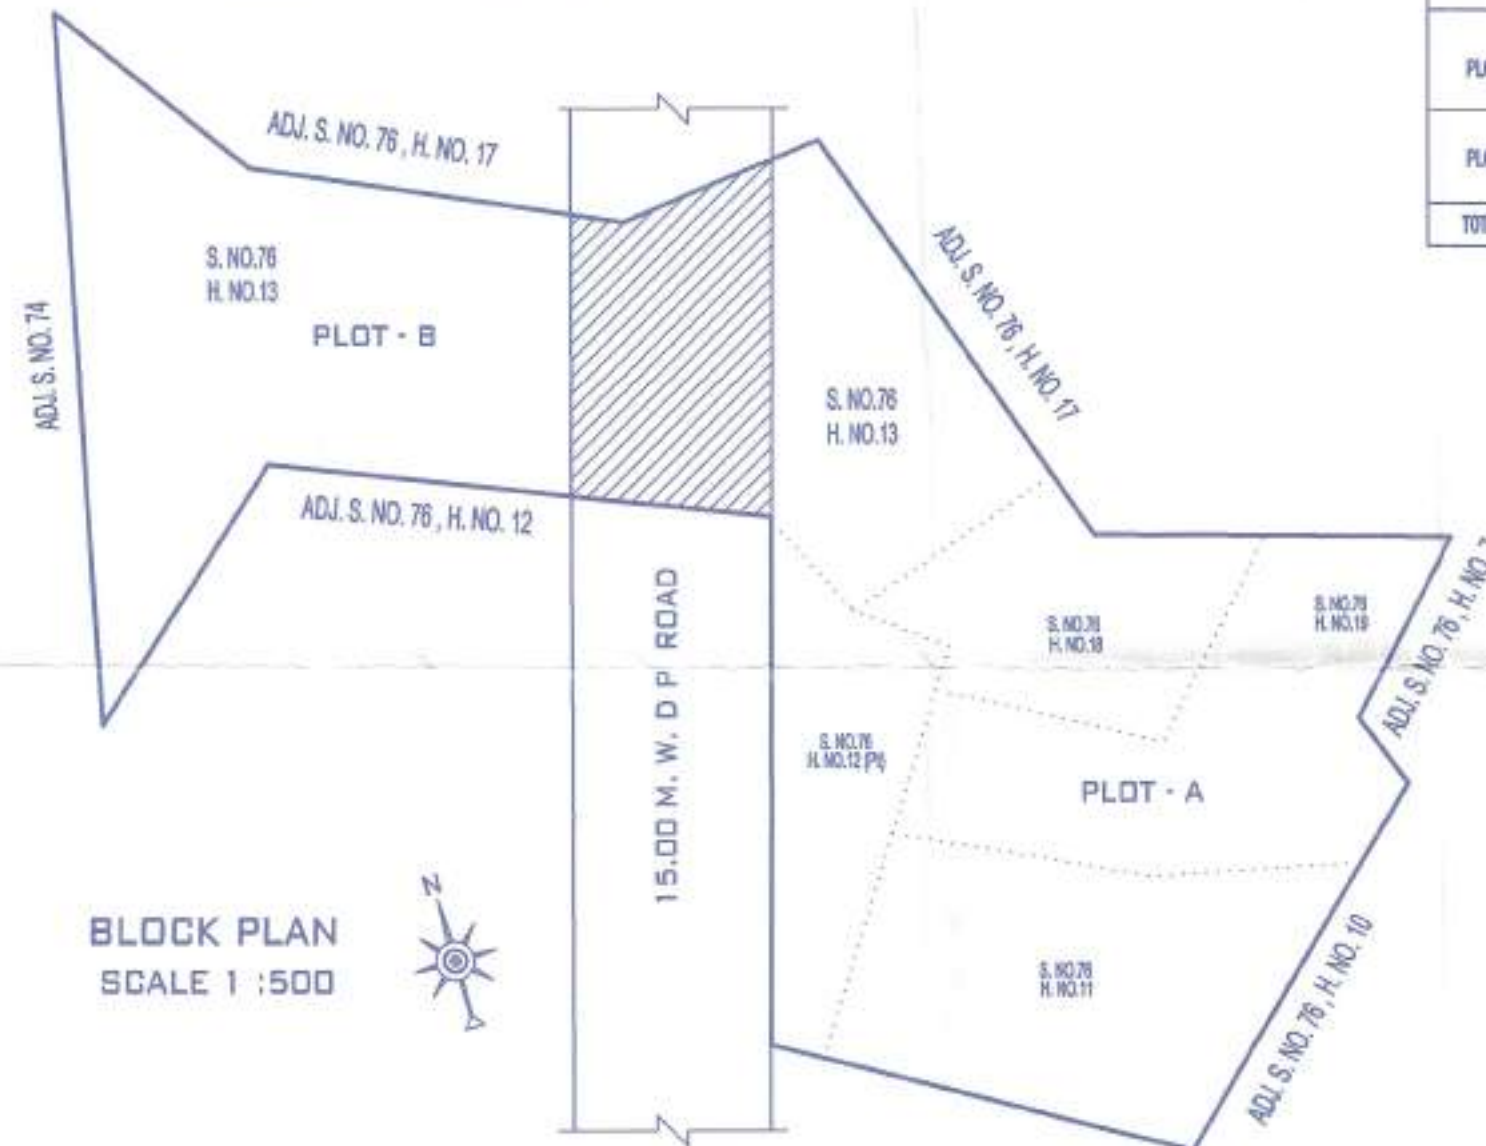 ADJ. S. NO. 76 , H. NO. 17
S. NO.76
H. NO.13
PLOT - B
ADJ. S. NO. 74
ADJ. S. NO. 76 , H. NO. 12
ADJ. S. NO. 76 , H. NO. 17
S. NO.76
H. NO.13
15.00 M. W. D P ROAD
S. NO.76
H. NO.18
S. NO.76
H. NO.19
ADJ. S. NO. 76 , H. NO.
S. NO.76
H. NO.12 (Pt)
PLOT - A
S. NO.76
H. NO.11
ADJ. S. NO. 76 , H. NO. 10
N
BLOCK PLAN
SCALE 1 :500